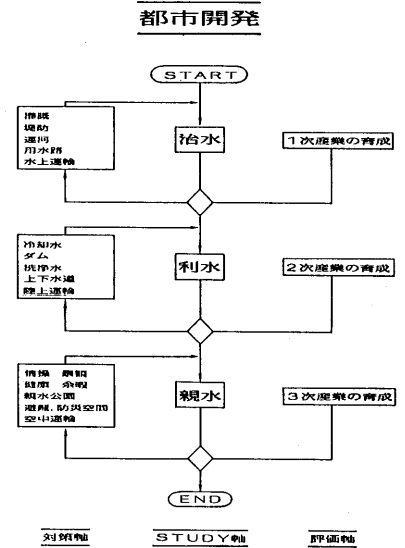 都市開発
START
灌漑
堤防
運河
用水路
水上運輸
治水
1次産業の育成
冷却水
ダム
洗浄水
上下水道
陸上運輸
利水
2次産業の育成
情操 景観
健康 余暇
親水公園
避難.防災空間
空中運輸
親水
3次産業の育成
END
対策軸
STUDY軸
評価軸